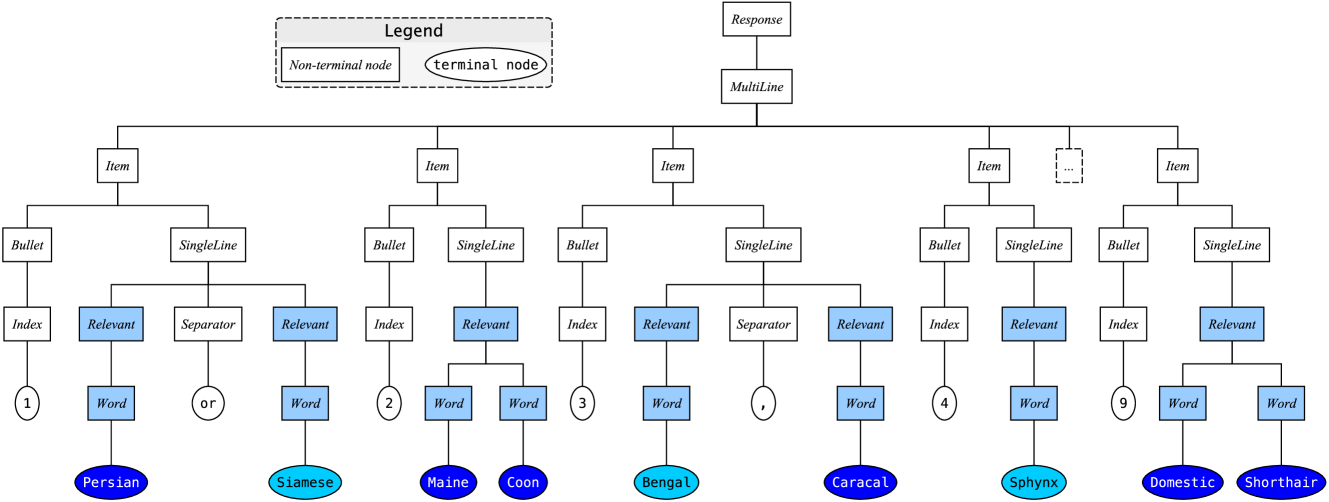 Response
Legend
Non-terminal node terminal node
MultiLine
Item Item Item Item ... Item
Bullet SingleLine Bullet SingleLine Bullet SingleLine Bullet SingleLine Bullet SingleLine
Index Relevant Separator Relevant Index Relevant Index Relevant Separator Relevant Index Relevant Index Relevant
1 Word or Word 2 Word Word 3 Word , Word 4 Word 9 Word Word
Persian Siamese Maine Coon Bengal Caracal Sphynx Domestic Shorthair